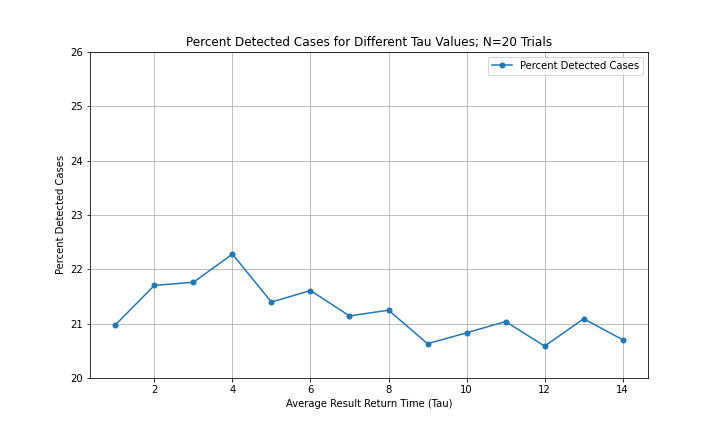 Percent Detected Cases for Different Tau Values; N=20 Trials
Percent Detected Cases
26
25
24
23
22
21
20
Percent Detected Cases
2 4 6 8 10 12 14
Average Result Return Time (Tau)